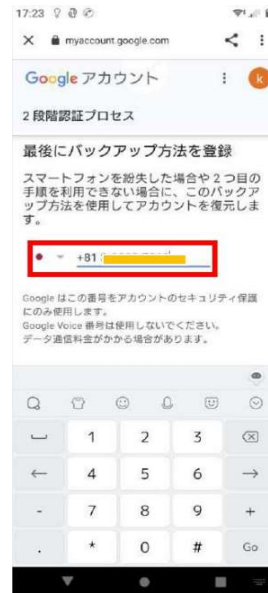 17:23
myaccount.google.com
Google アカウント
k
2 段階認証プロセス
最後にバックアップ方法を登録
スマートフォンを紛失した場合や 2 つ目の
手順を利用できない場合に、このバックア
ップ方法を使用してアカウントを復元しま
す。
+81
Google はこの番号をアカウントのセキュリティ保護
にのみ使用します。
Google Voice 番号は使用しないでください。
データ通信料金がかかる場合があります。
1 2 3
4 5 6
- 7 8 9 +
. * 0 # Go